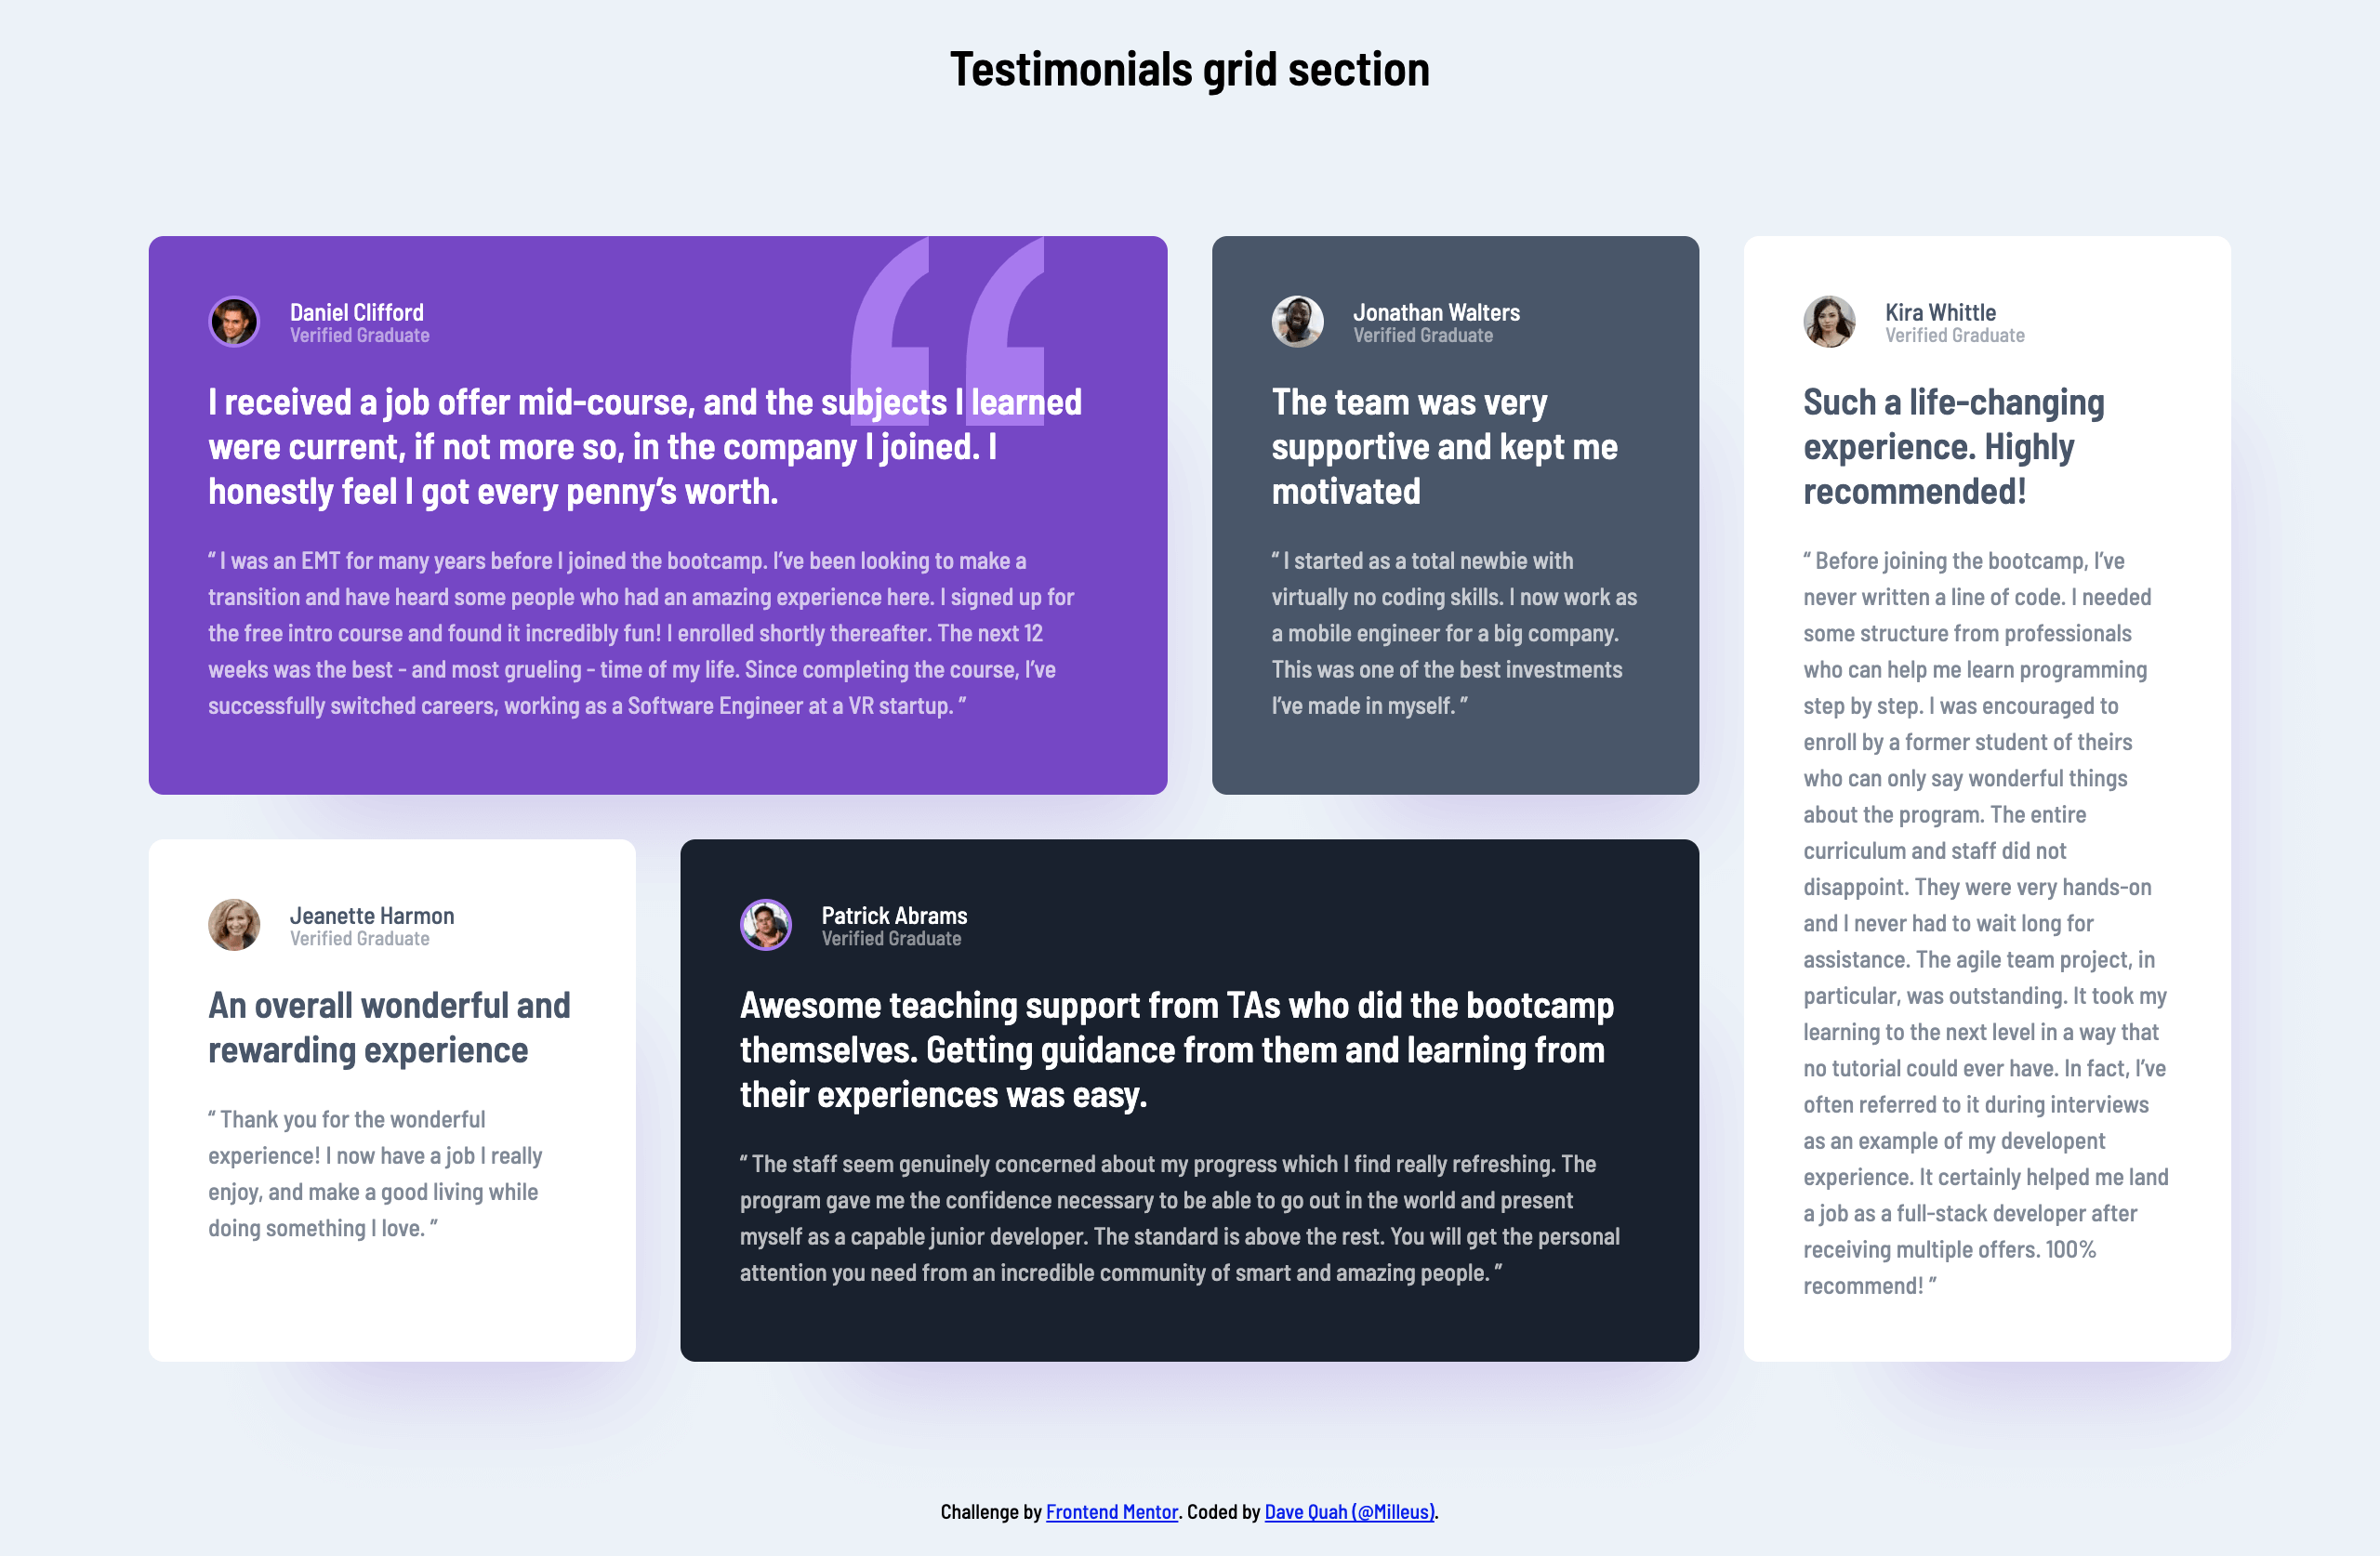 Testimonials grid section
Daniel Clifford
Verified Graduate
I received a job offer mid-course, and the subjects I learned
were current, if not more so, in the company I joined. I
honestly feel I got every penny’s worth.
“ I was an EMT for many years before I joined the bootcamp. I’ve been looking to make a
transition and have heard some people who had an amazing experience here. I signed up for
the free intro course and found it incredibly fun! I enrolled shortly thereafter. The next 12
weeks was the best - and most grueling - time of my life. Since completing the course, I’ve
successfully switched careers, working as a Software Engineer at a VR startup. ”
Jonathan Walters
Verified Graduate
The team was very
supportive and kept me
motivated
“ I started as a total newbie with
virtually no coding skills. I now work as
a mobile engineer for a big company.
This was one of the best investments
I’ve made in myself. ”
Kira Whittle
Verified Graduate
Such a life-changing
experience. Highly
recommended!
“ Before joining the bootcamp, I’ve
never written a line of code. I needed
some structure from professionals
who can help me learn programming
step by step. I was encouraged to
enroll by a former student of theirs
who can only say wonderful things
about the program. The entire
curriculum and staff did not
disappoint. They were very hands-on
and I never had to wait long for
assistance. The agile team project, in
particular, was outstanding. It took my
learning to the next level in a way that
no tutorial could ever have. In fact, I’ve
often referred to it during interviews
as an example of my developent
experience. It certainly helped me land
a job as a full-stack developer after
receiving multiple offers. 100%
recommend! ”
Jeanette Harmon
Verified Graduate
An overall wonderful and
rewarding experience
“ Thank you for the wonderful
experience! I now have a job I really
enjoy, and make a good living while
doing something I love. ”
Patrick Abrams
Verified Graduate
Awesome teaching support from TAs who did the bootcamp
themselves. Getting guidance from them and learning from
their experiences was easy.
“ The staff seem genuinely concerned about my progress which I find really refreshing. The
program gave me the confidence necessary to be able to go out in the world and present
myself as a capable junior developer. The standard is above the rest. You will get the personal
attention you need from an incredible community of smart and amazing people. ”
Challenge by Frontend Mentor. Coded by Dave Quah (@Milleus).